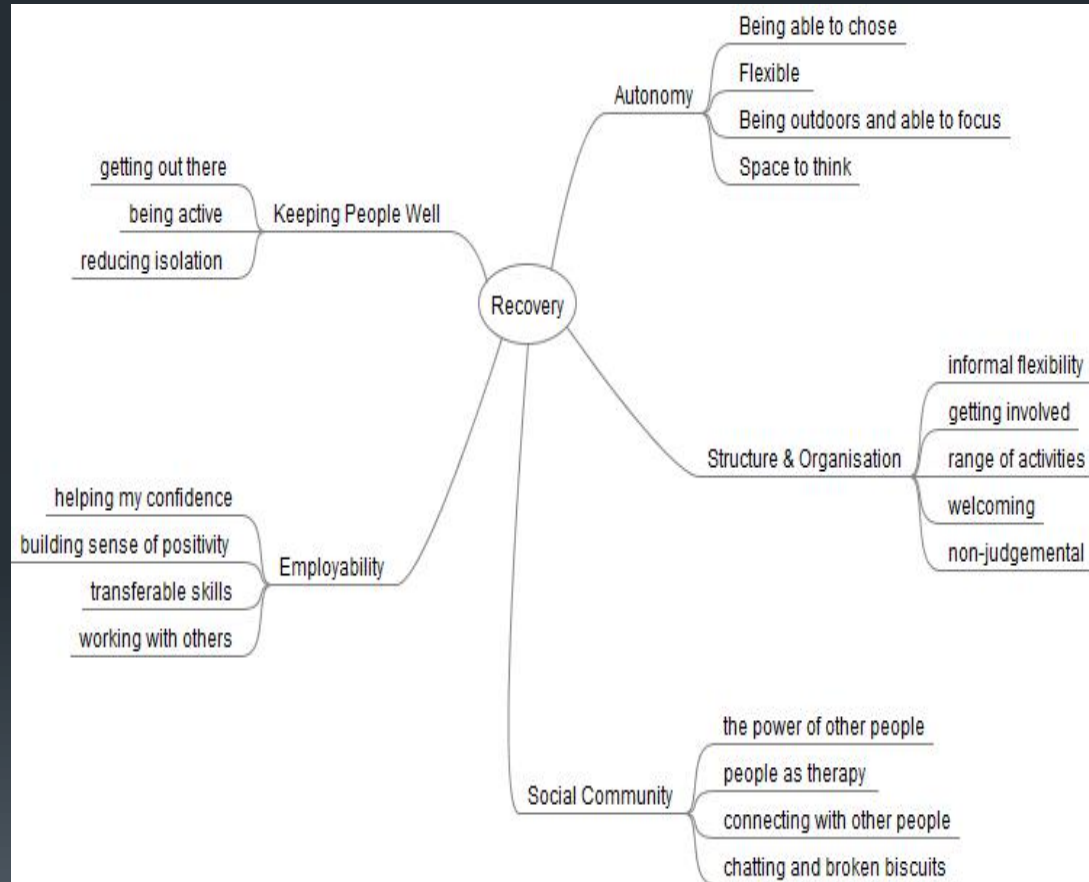 Recovery
Autonomy
Being able to chose
Flexible
Being outdoors and able to focus
Space to think
Structure & Organisation
informal flexibility
getting involved
range of activities
welcoming
non-judgemental
Social Community
the power of other people
people as therapy
connecting with other people
chatting and broken biscuits
Employability
helping my confidence
building sense of positivity
transferable skills
working with others
Keeping People Well
getting out there
being active
reducing isolation